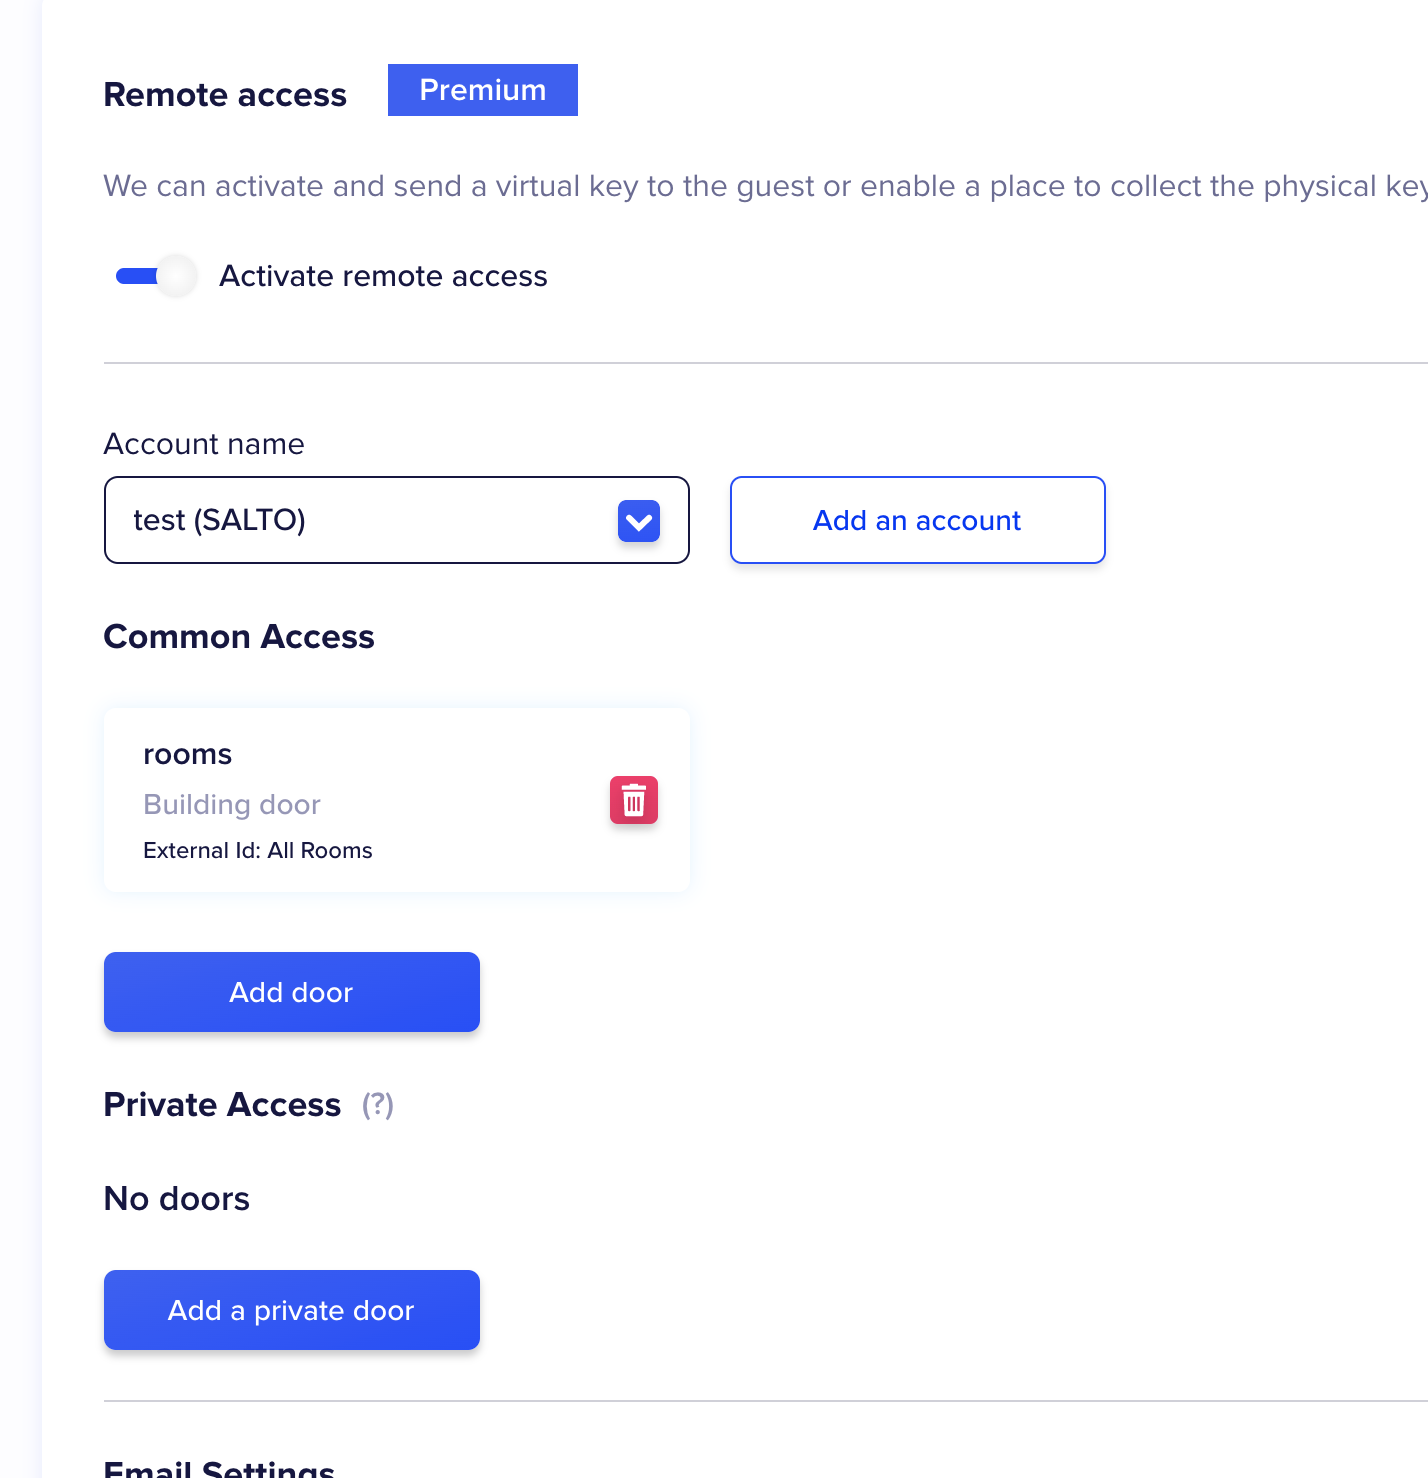 Remote access
Premium
We can activate and send a virtual key to the guest or enable a place to collect the physical key
Activate remote access
Account name
test (SALTO)
Add an account
Common Access
rooms
Building door
External Id: All Rooms
Add door
Private Access (?)
No doors
Add a private door
Email Settings